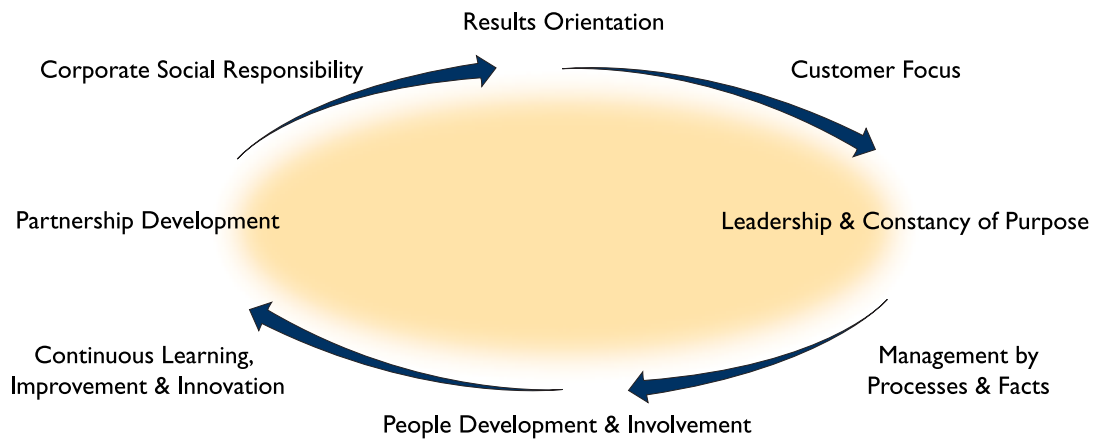 Results Orientation
Corporate Social Responsibility
Customer Focus
Partnership Development
Leadership & Constancy of Purpose
Continuous Learning,
Improvement & Innovation
Management by
Processes & Facts
People Development & Involvement